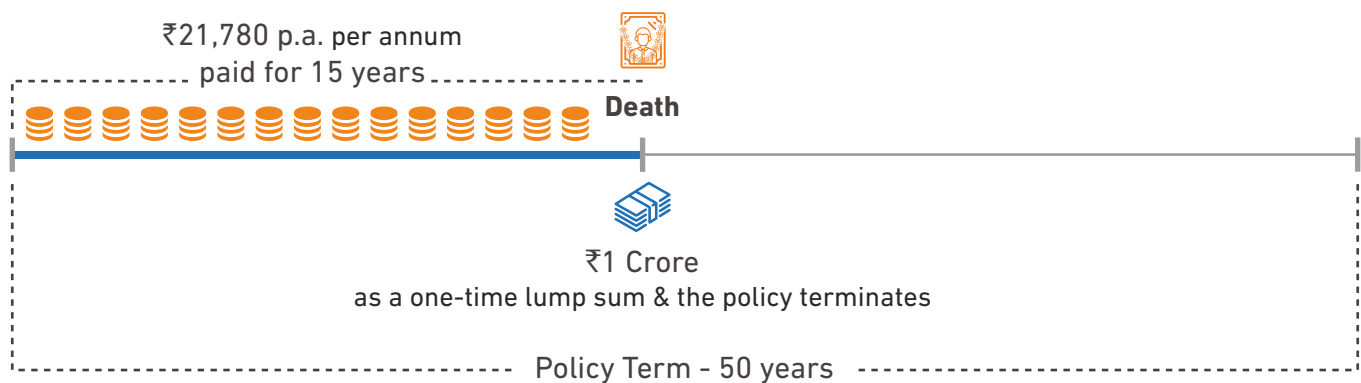 ₹21,780 p.a. per annum
paid for 15 years
Death
₹1 Crore
as a one-time lump sum & the policy terminates
Policy Term - 50 years